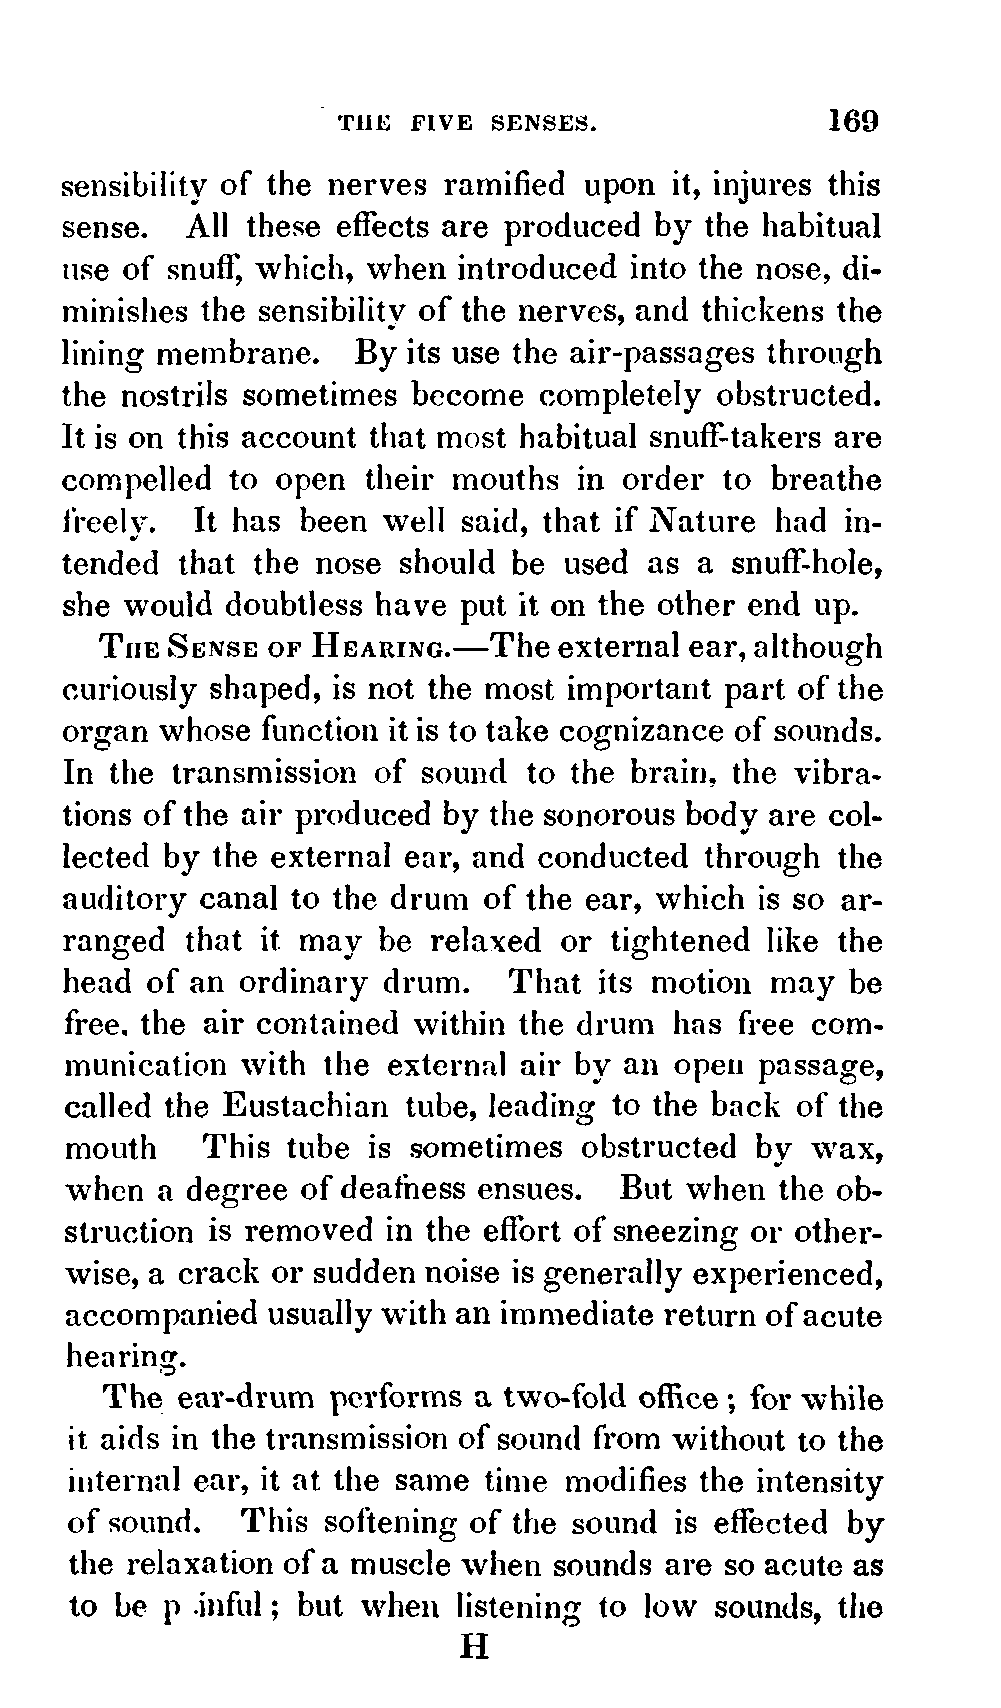 THE FIVE SENSES. 169
sensibility of the nerves ramified upon it, injures this
sense. All these effects are produced by the habitual
use of snuff, which, when introduced into the nose, di-
minishes the sensibility of the nerves, and thickens the
lining membrane. By its use the air-passages through
the nostrils sometimes become completely obstructed.
It is on this account that most habitual snuff-takers are
compelled to open their mouths in order to breathe
freely. It has been well said, that if Nature had in-
tended that the nose should be used as a snuff-hole,
she would doubtless have put it on the other end up.
THE SENSE OF HEARING.—The external ear, although
curiously shaped, is not the most important part of the
organ whose function it is to take cognizance of sounds.
In the transmission of sound to the brain, the vibra-
tions of the air produced by the sonorous body are col-
lected by the external ear, and conducted through the
auditory canal to the drum of the ear, which is so ar-
ranged that it may be relaxed or tightened like the
head of an ordinary drum. That its motion may be
free, the air contained within the drum has free com-
munication with the external air by an open passage,
called the Eustachian tube, leading to the back of the
mouth This tube is sometimes obstructed by wax,
when a degree of deafness ensues. But when the ob-
struction is removed in the effort of sneezing or other-
wise, a crack or sudden noise is generally experienced,
accompanied usually with an immediate return of acute
hearing.
The ear-drum performs a two-fold office; for while
it aids in the transmission of sound from without to the
internal ear, it at the same time modifies the intensity
of sound. This softening of the sound is effected by
the relaxation of a muscle when sounds are so acute as
to be p.inful; but when listening to low sounds, the
H